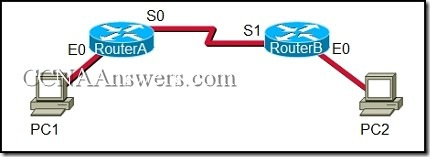 S0
S1
E0
RouterA
RouterB
E0
CCNAAnswers.com
PC1
PC2